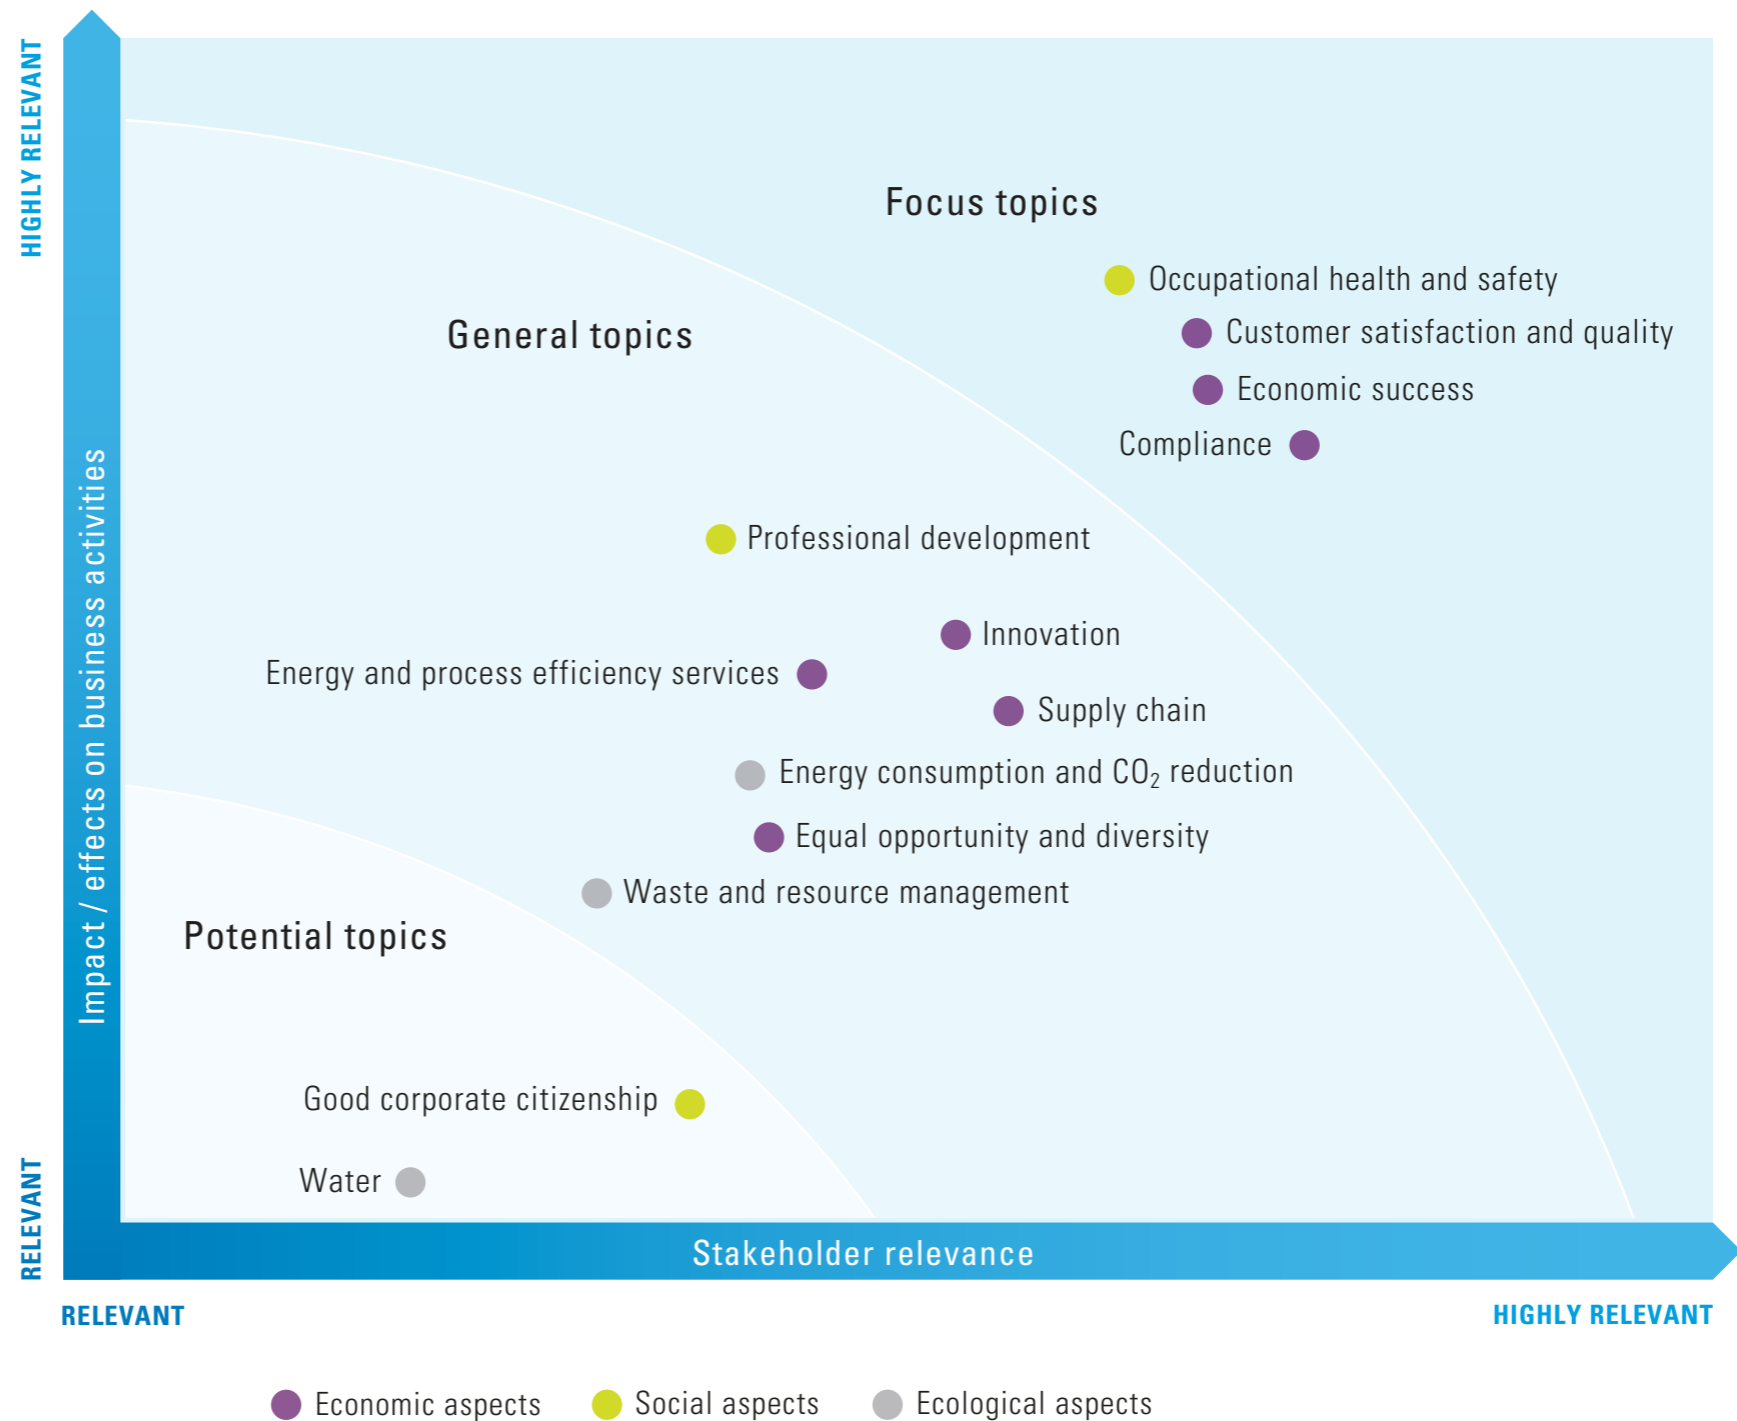 HIGHLY RELEVANT
Focus topics
Occupational health and safety
Customer satisfaction and quality
Economic success
Compliance
General topics
Professional development
Innovation
Energy and process efficiency services
Supply chain
Energy consumption and CO₂ reduction
Equal opportunity and diversity
Waste and resource management
Potential topics
Good corporate citizenship
Water
Impact / effects on business activities
RELEVANT
Stakeholder relevance
RELEVANT
HIGHLY RELEVANT
Economic aspects
Social aspects
Ecological aspects